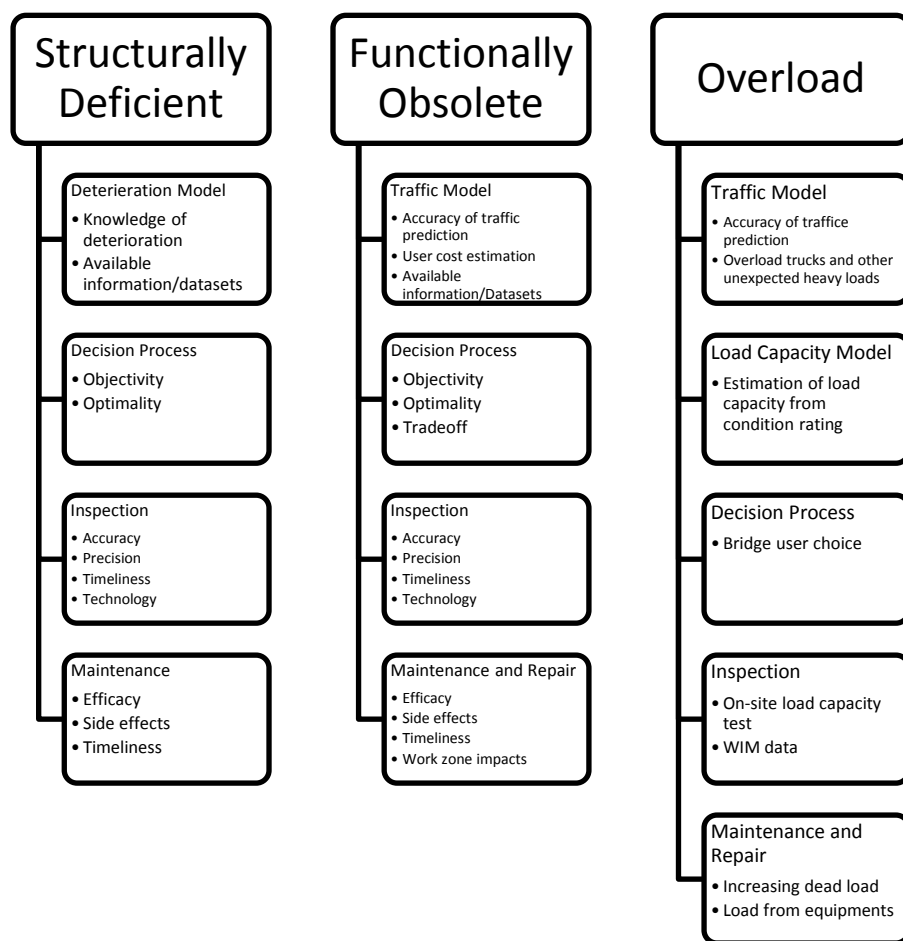 Structurally
Deficient
Deterieration Model
• Knowledge of
deterioration
• Available
information/datasets
Decision Process
• Objectivity
• Optimality
Inspection
• Accuracy
• Precision
• Timeliness
• Technology
Maintenance
• Efficacy
• Side effects
• Timeliness
Functionally
Obsolete
Traffic Model
• Accuracy of traffic
prediction
• User cost estimation
• Available
information/Datasets
Decision Process
• Objectivity
• Optimality
• Tradeoff
Inspection
• Accuracy
• Precision
• Timeliness
• Technology
Maintenance and Repair
• Efficacy
• Side effects
• Timeliness
• Work zone impacts
Overload
Traffic Model
• Accuracy of traffice
prediction
• Overload trucks and other
unexpected heavy loads
Load Capacity Model
• Estimation of load
capacity from
condition rating
Decision Process
• Bridge user choice
Inspection
• On-site load capacity
test
• WIM data
Maintenance and
Repair
• Increasing dead load
• Load from equipments